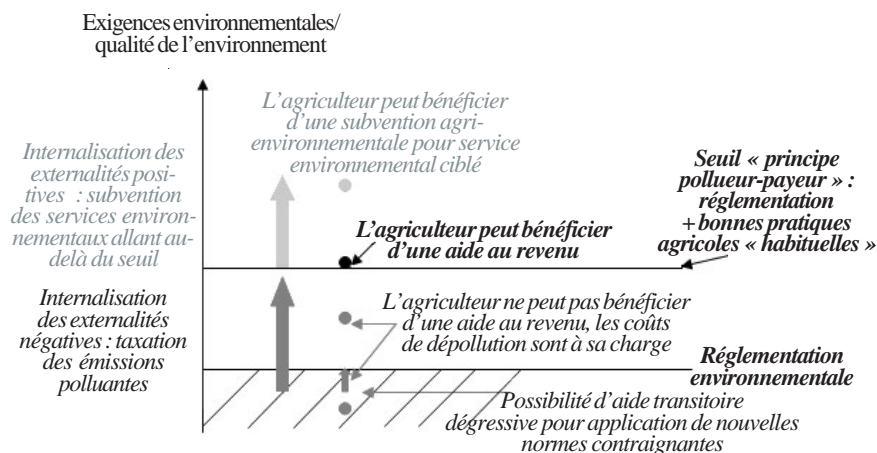 Exigences environnementales/
qualité de l’environnement
L’agriculteur peut bénéficier
d’une subvention agri-
environnementale pour service
environnemental ciblé
Internalisation des
externalités posi-
tives : subvention
des services environ-
nementaux allant au-
delà du seuil
Seuil « principe
pollueur-payeur » :
réglementation
+ bonnes pratiques
agricoles « habituelles »
L’agriculteur peut bénéficier
d’une aide au revenu
Internalisation
des externalités
négatives : taxation
des émissions
polluantes
L’agriculteur ne peut pas bénéficier
d’une aide au revenu, les coûts
de dépollution sont à sa charge
Réglementation
environnementale
Possibilité d’aide transitoire
dégressive pour application de nouvelles
normes contraignantes